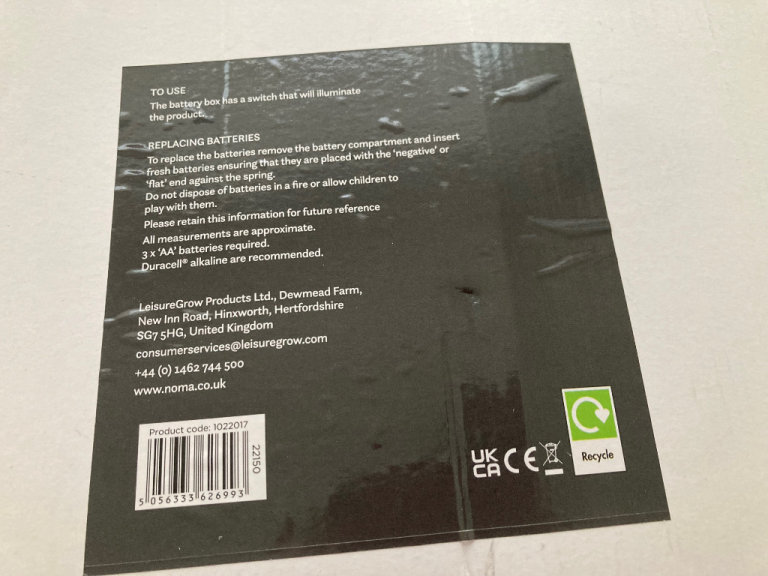 TO USE
The battery box has a switch that will illuminate
the product.
REPLACING BATTERIES
To replace the batteries remove the battery compartment and insert
fresh batteries ensuring that they are placed with the 'negative' or
'flat' end against the spring.
Do not dispose of batteries in a fire or allow children to
play with them.
Please retain this information for future reference
All measurements are approximate.
3 x 'AA' batteries required.
Duracell® alkaline are recommended.
LeisureGrow Products Ltd., Dewmead Farm,
New Inn Road, Hinxworth, Hertfordshire
SG7 5HG, United Kingdom
consumerservices@leisuregrow.com
+44 (0) 1462 744 500
www.noma.co.uk
Product code: 1022017
22150
5 056333 626993
UK
CA CE
Recycle